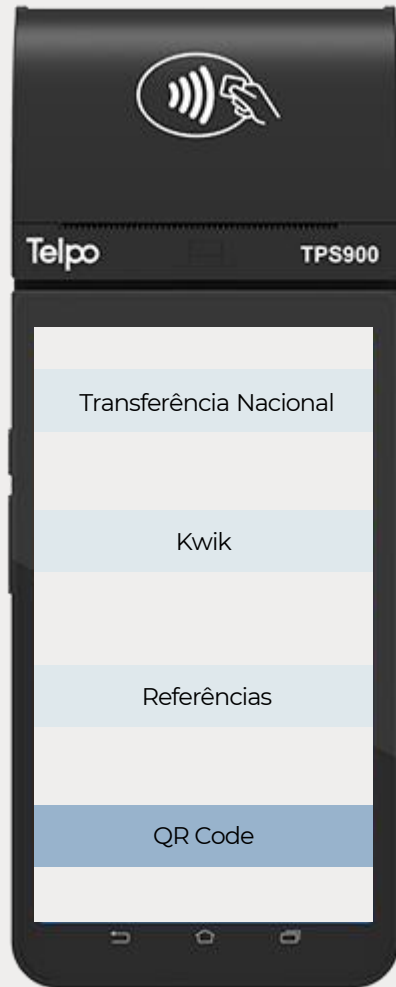 Telpo
TPS900
Transferência Nacional
Kwik
Referências
QR Code